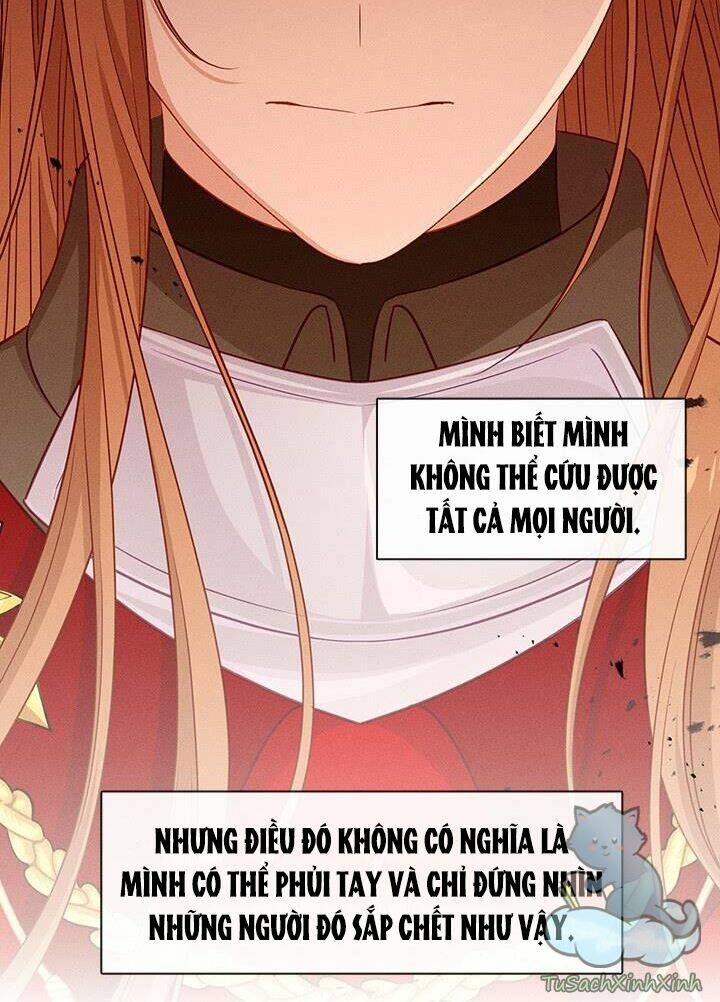 MÌNH BIẾT MÌNH
KHÔNG THỂ CỨU ĐƯỢC
TẤT CẢ MỌI NGƯỜI.
NHƯNG ĐIỀU ĐÓ KHÔNG CÓ NGHĨA LÀ
MÌNH CÓ THỂ PHỦI TAY VÀ CHỈ ĐỨNG NHÌN
NHỮNG NGƯỜI ĐÓ SẮP CHẾT NHƯ VẬY.
TuSachXinhXinh